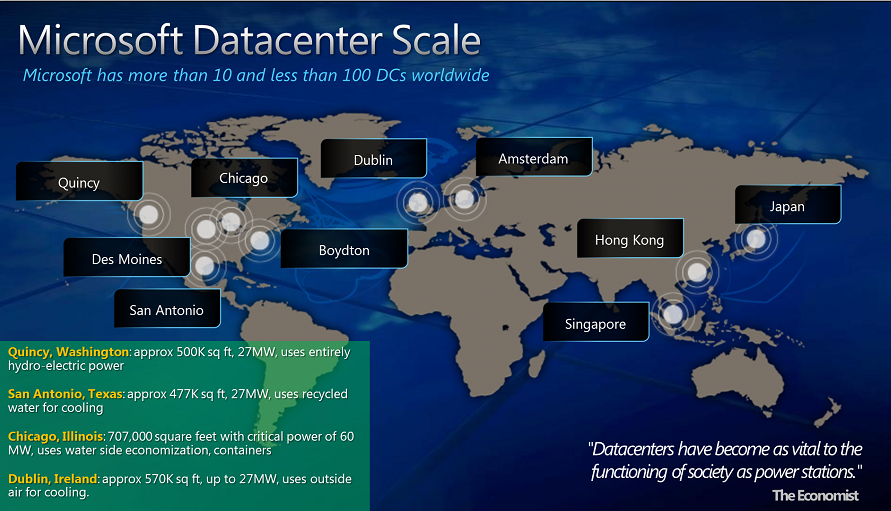 Microsoft Datacenter Scale
Microsoft has more than 10 and less than 100 DCs worldwide
Quincy
Chicago
Dublin
Amsterdam
Japan
Des Moines
Boydton
Hong Kong
San Antonio
Singapore
Quincy, Washington: approx 500K sq ft, 27MW, uses entirely
hydro-electric power
San Antonio, Texas: approx 477K sq ft, 27MW, uses recycled
water for cooling
Chicago, Illinois: 707,000 square feet with critical power of 60
MW, uses water side economization, containers
Dublin, Ireland: approx 570K sq ft, up to 27MW, uses outside
air for cooling.
"Datacenters have become as vital to the
functioning of society as power stations."
The Economist